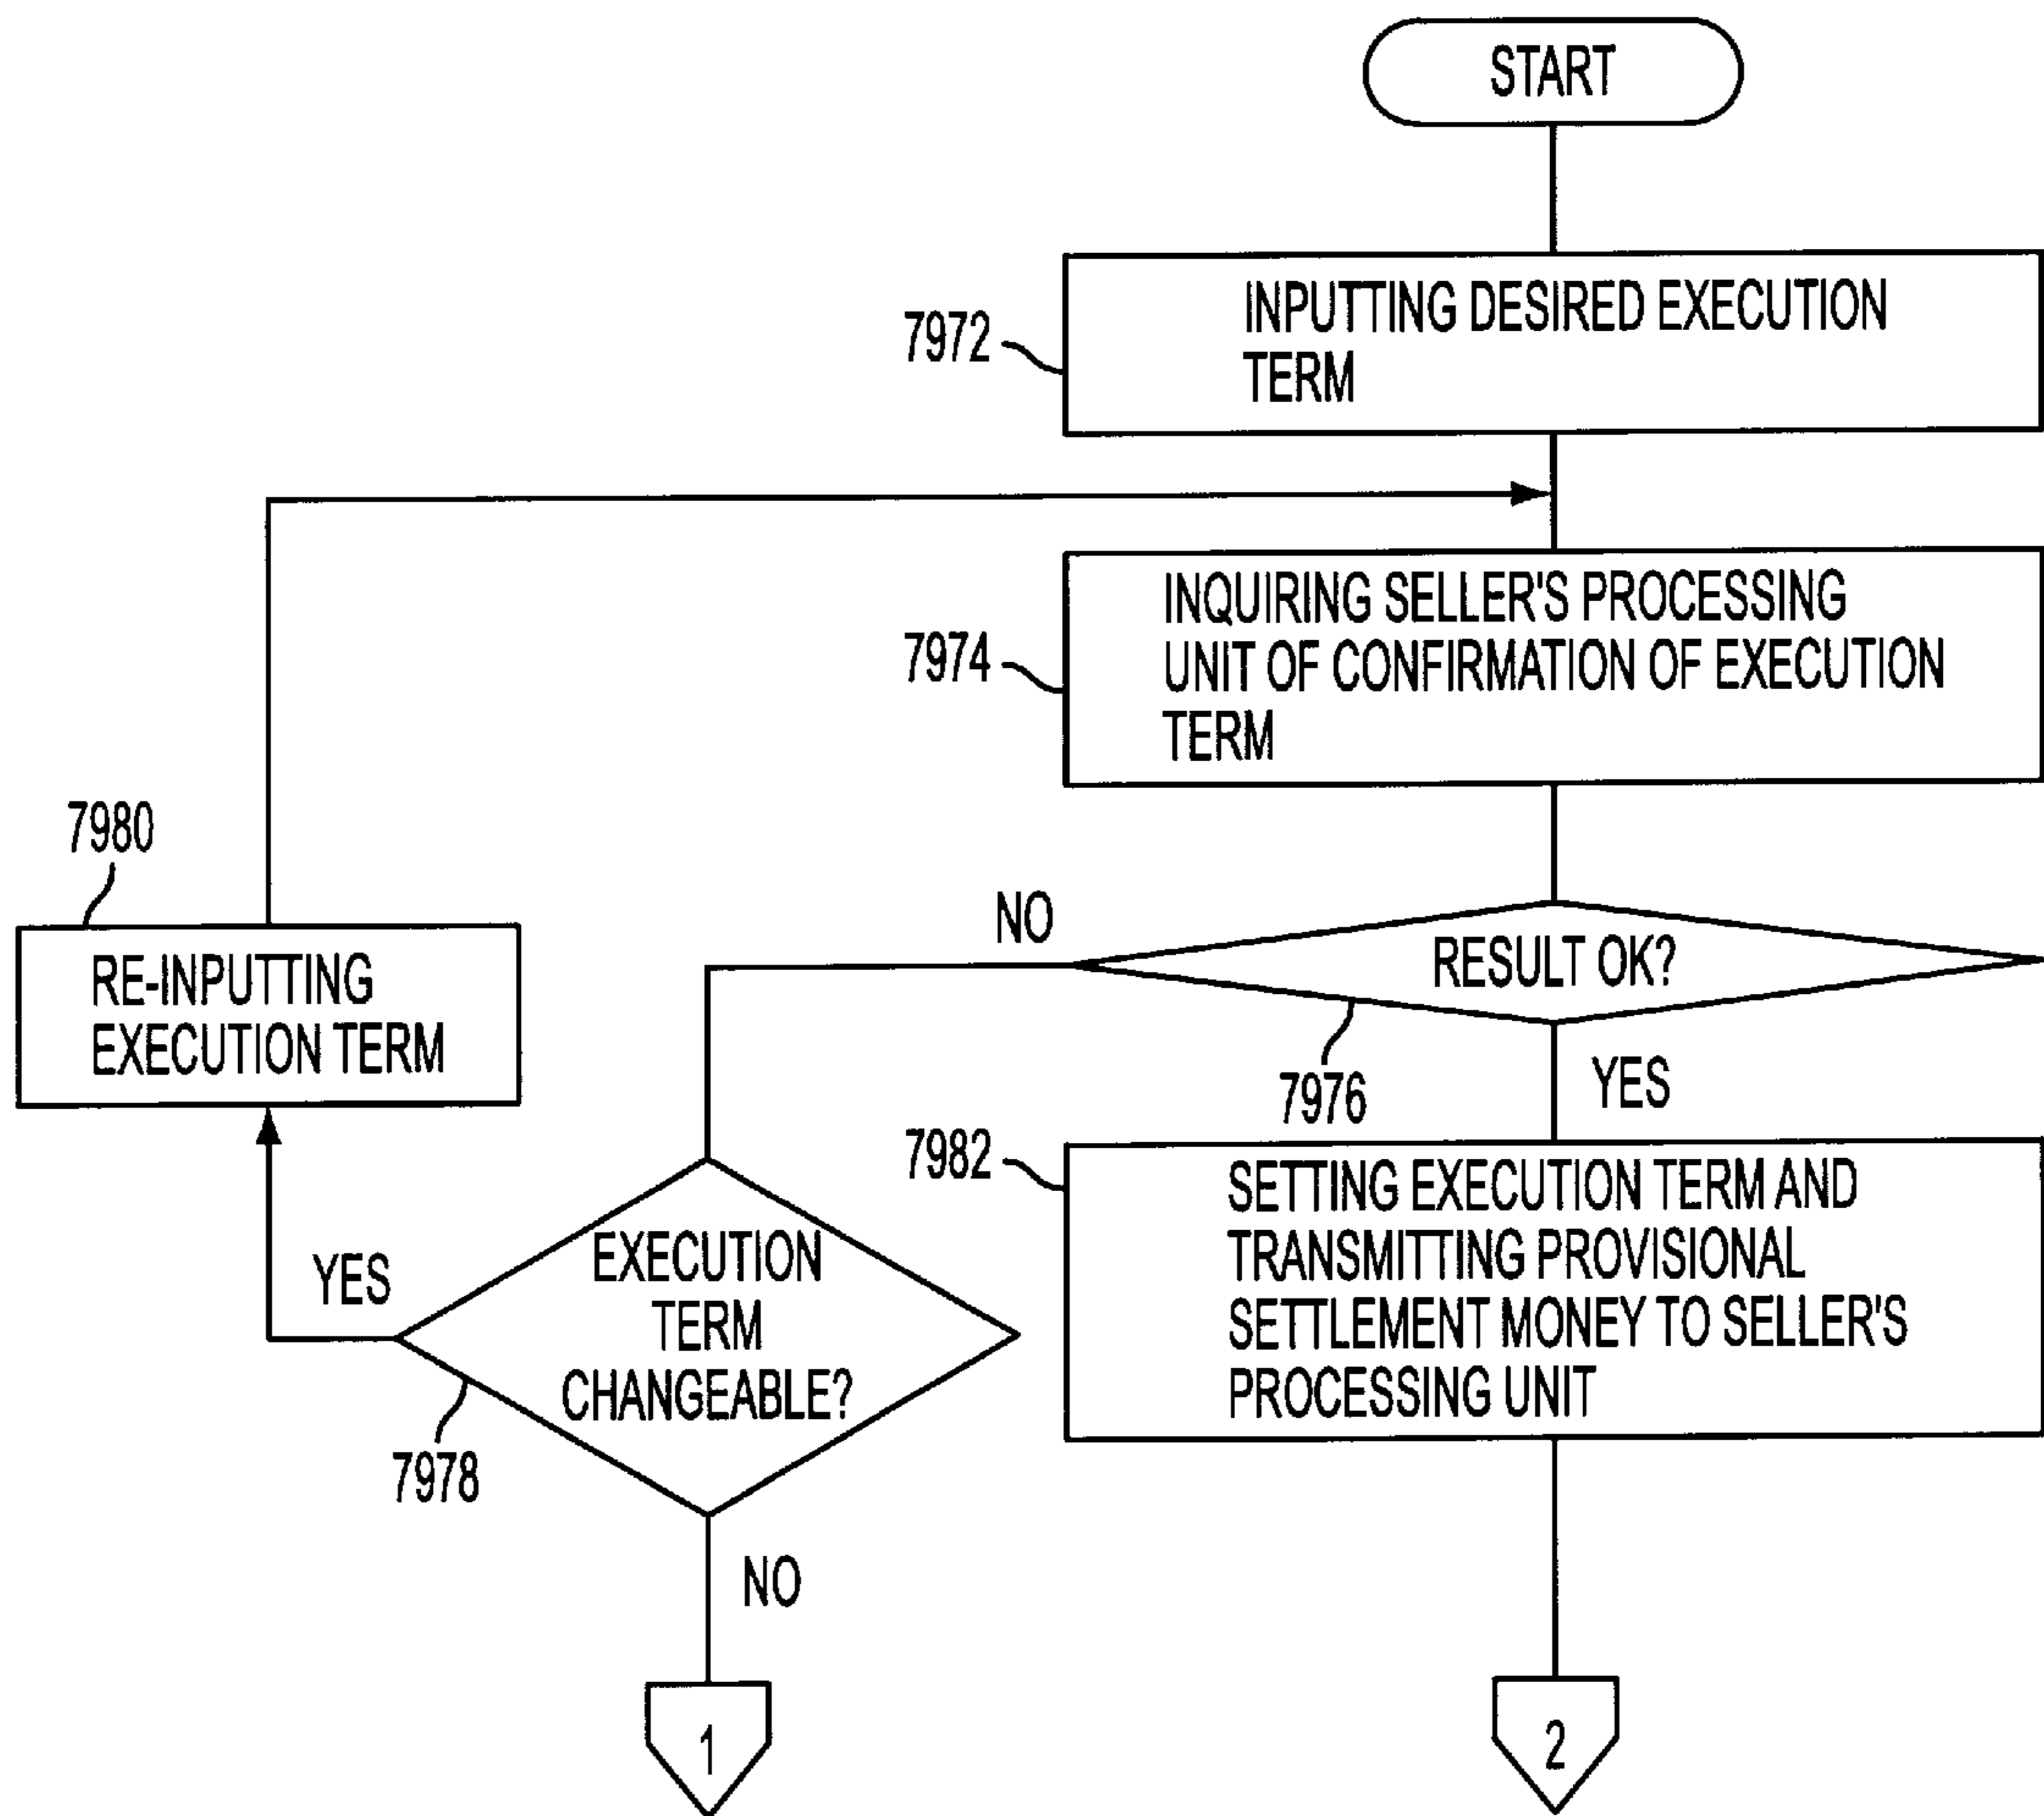 START
7972
INPUTTING DESIRED EXECUTION
TERM
7974
INQUIRING SELLER'S PROCESSING
UNIT OF CONFIRMATION OF EXECUTION
TERM
7980
RE-INPUTTING
EXECUTION TERM
NO
RESULT OK?
7976
YES
7982
SETTING EXECUTION TERM AND
TRANSMITTING PROVISIONAL
SETTLEMENT MONEY TO SELLER'S
PROCESSING UNIT
YES
EXECUTION
TERM
CHANGEABLE?
7978
NO
1
2